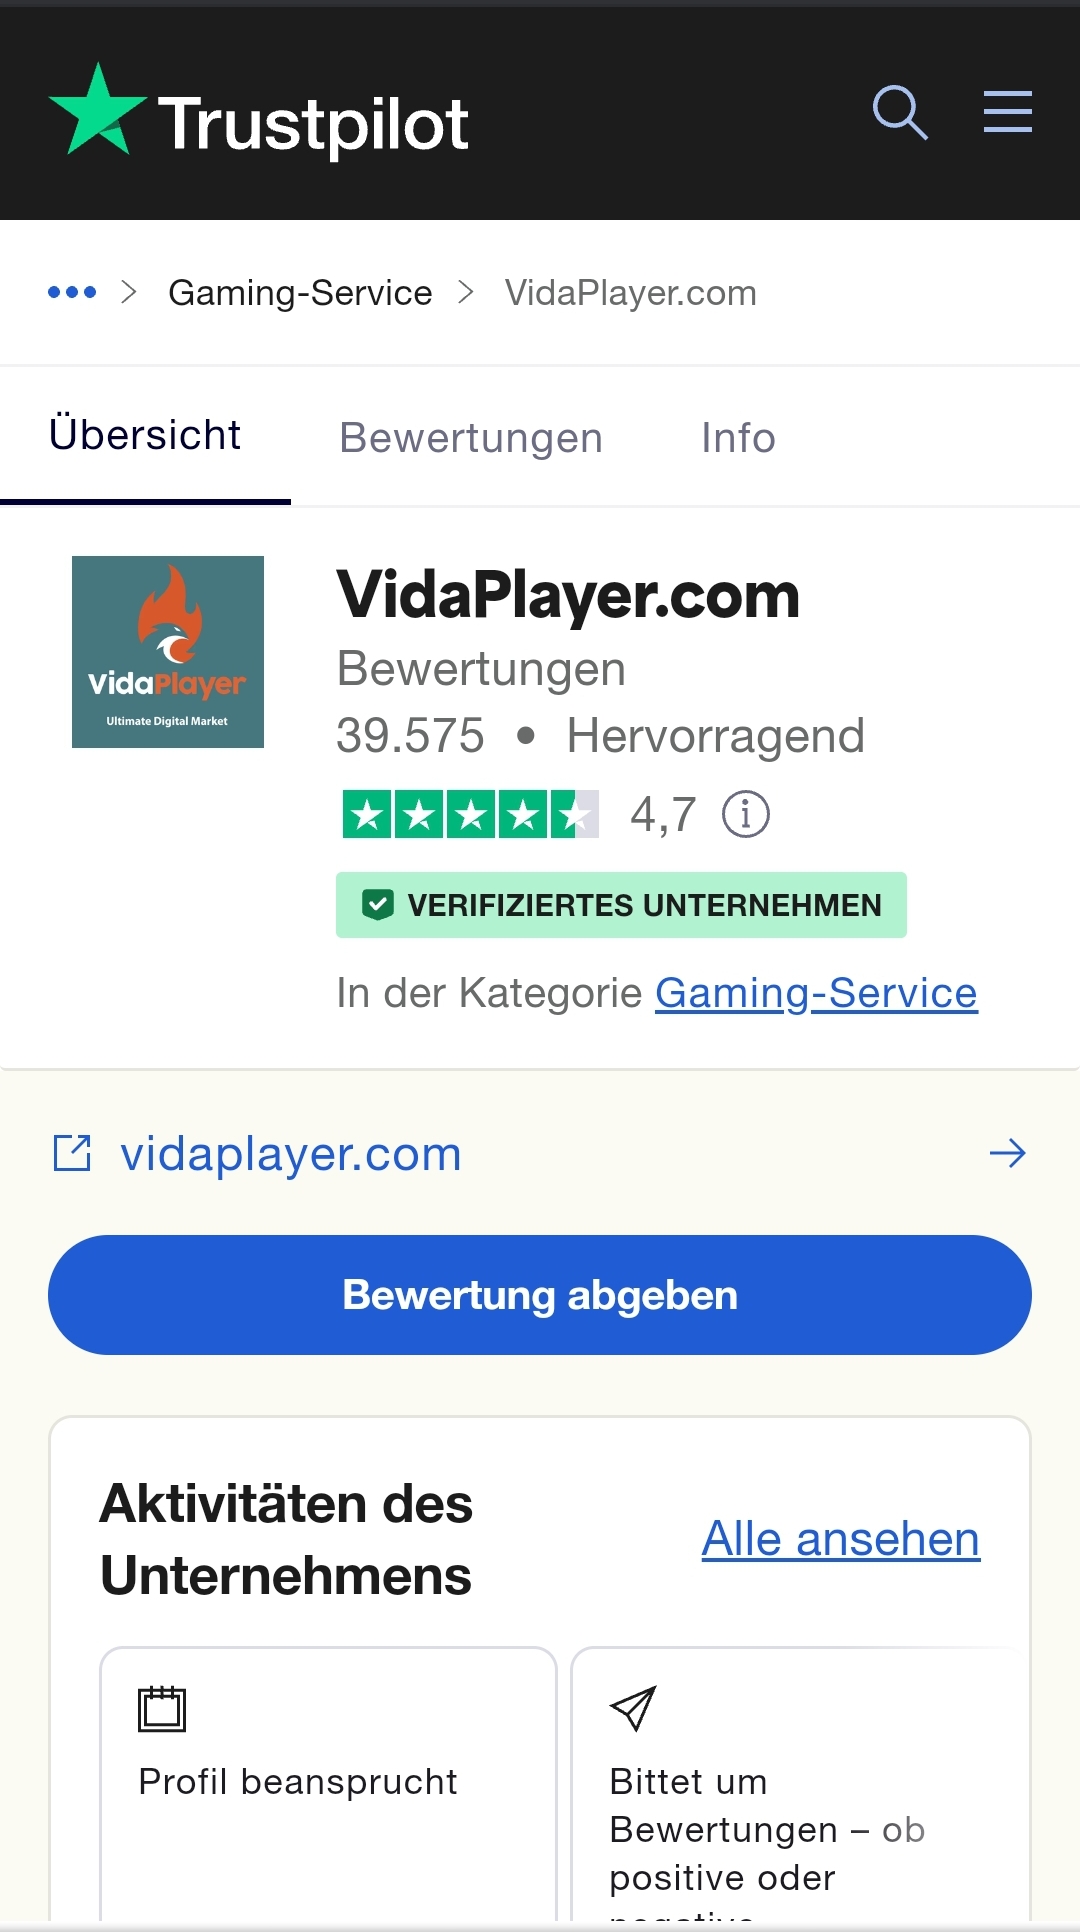 Trustpilot
Gaming-Service
VidaPlayer.com
Übersicht
Bewertungen
Info
VidaPlayer
Ultimate Digital Market
VidaPlayer.com
Bewertungen
39.575 • Hervorragend
4,7
VERIFIZIERTES UNTERNEHMEN
In der Kategorie Gaming-Service
vidaplayer.com
Bewertung abgeben
Aktivitäten des
Unternehmens
Alle ansehen
Profil beansprucht
Bittet um
Bewertungen – ob
positive oder
negative